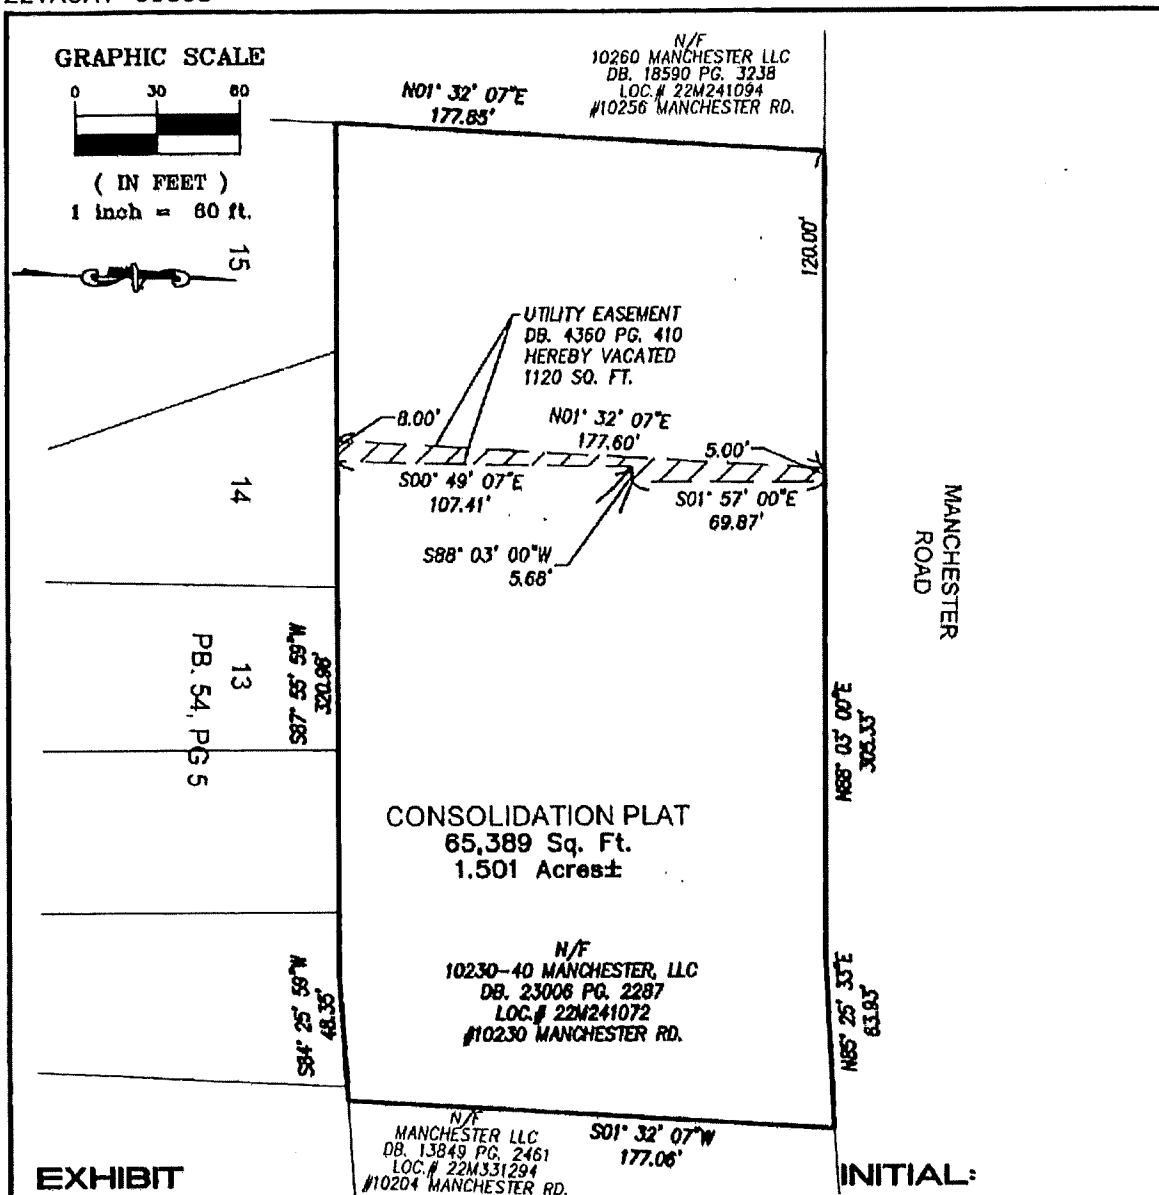 GRAPHIC SCALE
0 30 60
( IN FEET )
1 inch = 60 ft.
N01° 32' 07"E
177.85'
N/F
10260 MANCHESTER LLC
DB. 18590 PG. 3238
LOC.# 22M241094
#10256 MANCHESTER RD.
15
120.00'
UTILITY EASEMENT
DB. 4360 PG. 410
HEREBY VACATED
1120 SQ. FT.
8.00'
N01° 32' 07"E
177.60'
5.00'
S00° 49' 07"E
107.41'
S01° 57' 00"E
69.87'
S88° 03' 00"W
5.68'
14
MANCHESTER
ROAD
13
PB. 54, PG 5
S87° 55' 59"W
320.98'
N88° 03' 00"E
305.33'
CONSOLIDATION PLAT
65,389 Sq. Ft.
1.501 Acres±
N/F
10230-40 MANCHESTER, LLC
DB. 23006 PG. 2287
LOC.# 22M241072
#10230 MANCHESTER RD.
S84° 25' 59"W
48.35'
N85° 25' 33"E
63.93'
N/F
MANCHESTER LLC
DB. 13849 PG. 2461
LOC.# 22M331294
#10204 MANCHESTER RD.
S01° 32' 07"W
177.06'
EXHIBIT
INITIAL: